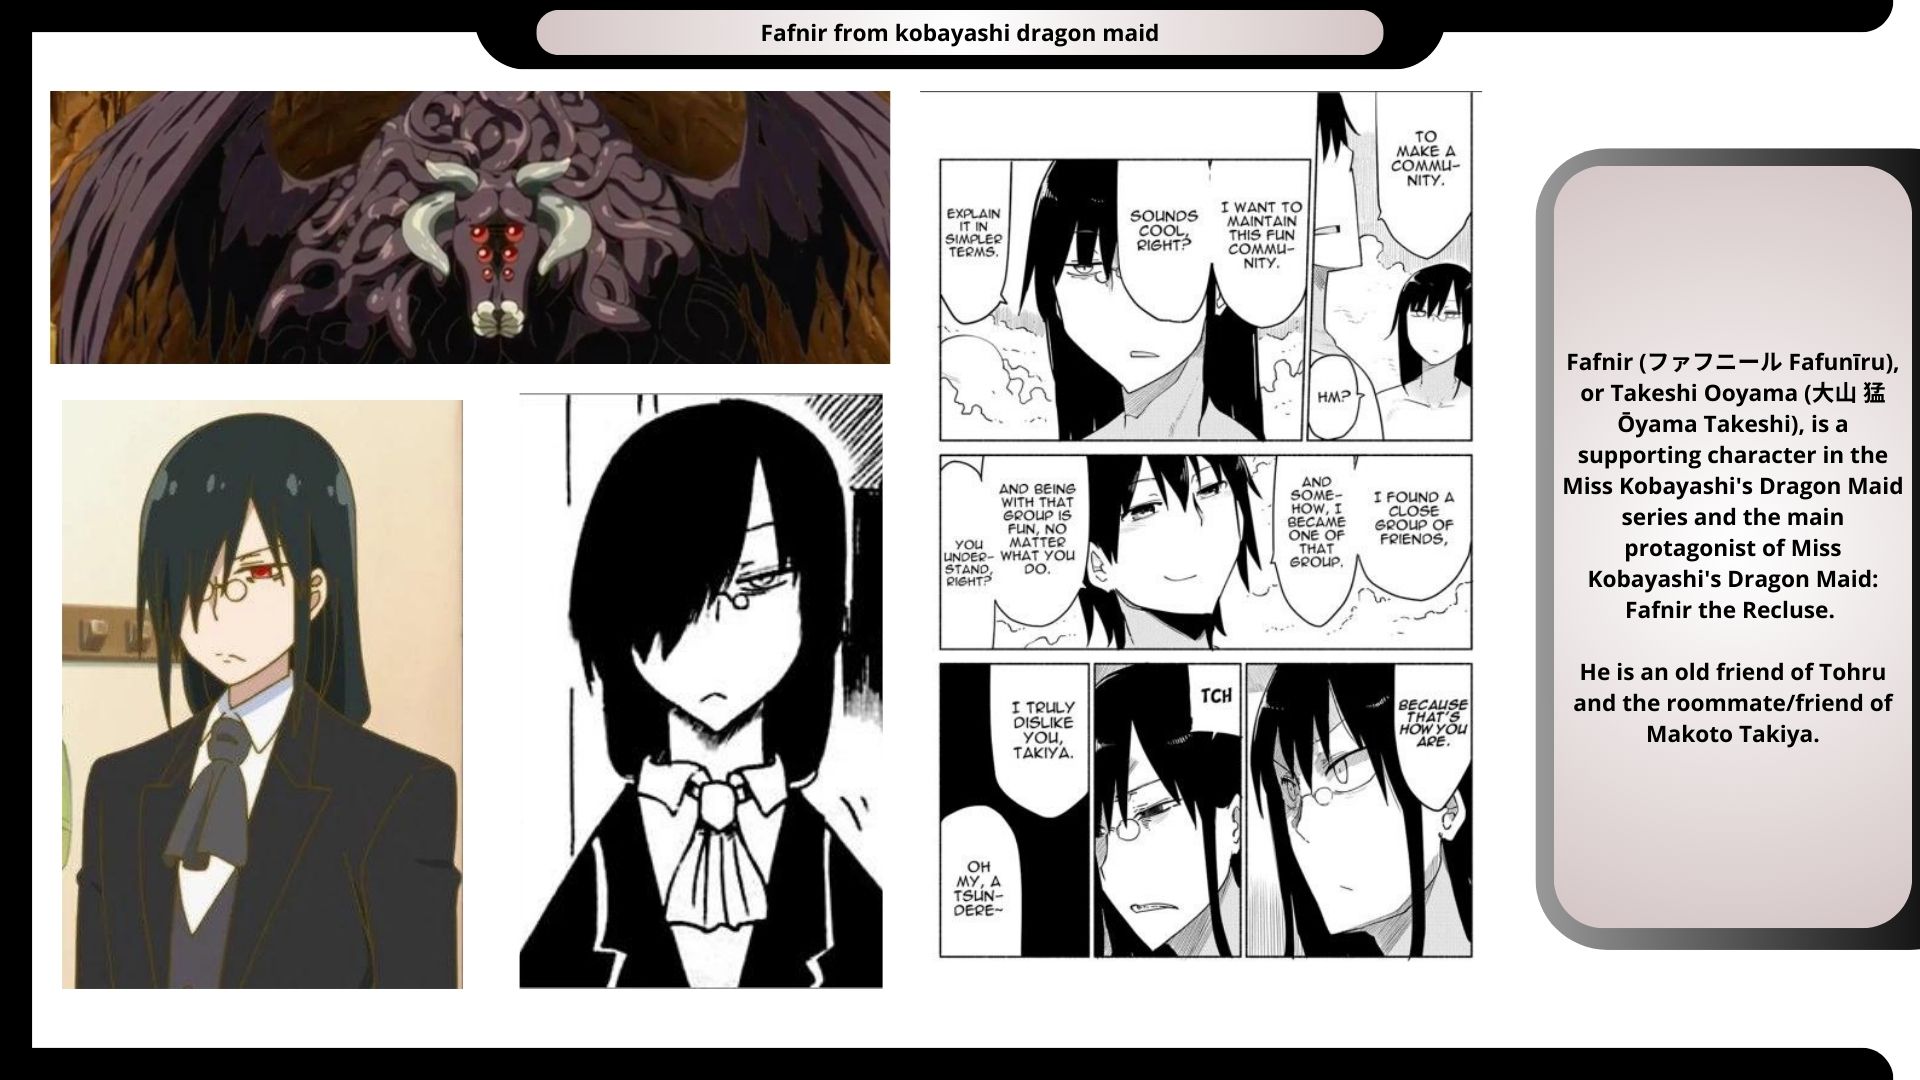 Fafnir from kobayashi dragon maid
TO
MAKE A
COMMU-
NITY.
I WANT TO
MAINTAIN
THIS FUN
COMMU-
NITY.
SOUNDS
COOL,
RIGHT?
EXPLAIN
IT IN
SIMPLER
TERMS.
HM?
I FOUND A
CLOSE
GROUP OF
FRIENDS,
AND
SOME-
HOW, I
BECAME
ONE OF
THAT
GROUP.
AND BEING
WITH THAT
GROUP IS
FUN, NO
MATTER
WHAT YOU
DO.
YOU
UNDER-
STAND,
RIGHT?
BECAUSE
THAT'S
HOW YOU
ARE.
TCH
I TRULY
DISLIKE
YOU,
TAKIYA.
OH
MY, A
TSUN-
DERE~
Fafnir (ファフニール Fafunīru),
or Takeshi Ooyama (大山 猛
Ōyama Takeshi), is a
supporting character in the
Miss Kobayashi's Dragon Maid
series and the main
protagonist of Miss
Kobayashi's Dragon Maid:
Fafnir the Recluse.
He is an old friend of Tohru
and the roommate/friend of
Makoto Takiya.